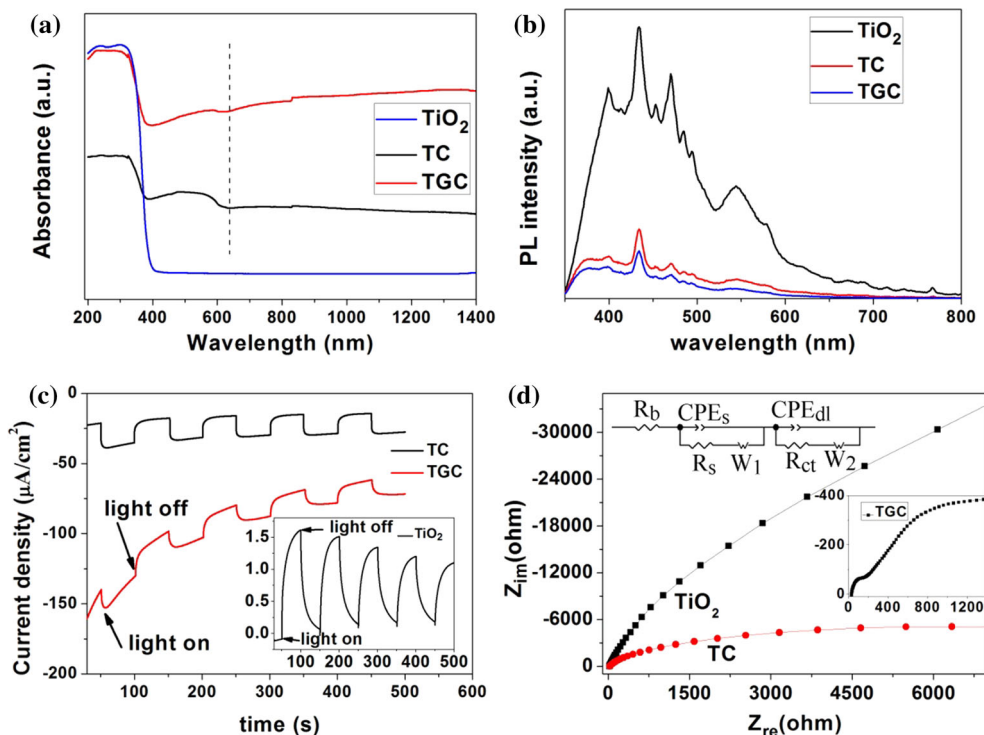 (a)
Absorbance (a.u.)
TiO2
TC
TGC
200 400 600 800 1000 1200 1400
Wavelength (nm)
(b)
PL intensity (a.u.)
TiO2
TC
TGC
400 500 600 700 800
wavelength (nm)
(c)
Current density (μA/cm2)
0
-50
-100
-150
-200
TC
TGC
light off
light on
1.5
1.0
0.5
0.0
light off
TiO2
light on
100 200 300 400 500
0 100 200 300 400 500 600
time (s)
(d)
Zim(ohm)
-30000
-24000
-18000
-12000
-6000
0
Rb CPEs CPEdl
Rs W1 Rct W2
-400
-200
0
TGC
0 400 800 1200
TiO2
TC
0 1500 3000 4500 6000
Zre(ohm)